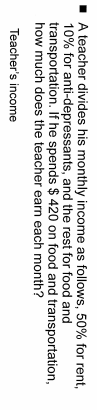 ■ A teacher divides his monthly income as follows, 50% for rent,
10% for anti-depressants, and the rest for food and
transportation. If he spends $ 420 on food and transportation,
how much does the teacher earn each month?
Teacher's income